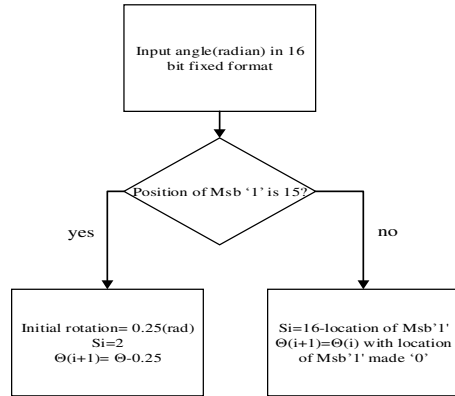 Input angle(radian) in 16
bit fixed format
Position of Msb ‘1’ is 15?
yes
no
Initial rotation= 0.25(rad)
Si=2
Θ(i+1)= Θ-0.25
Si=16-location of Msb'1'
Θ(i+1)=Θ(i) with location
of Msb'1' made ‘0’